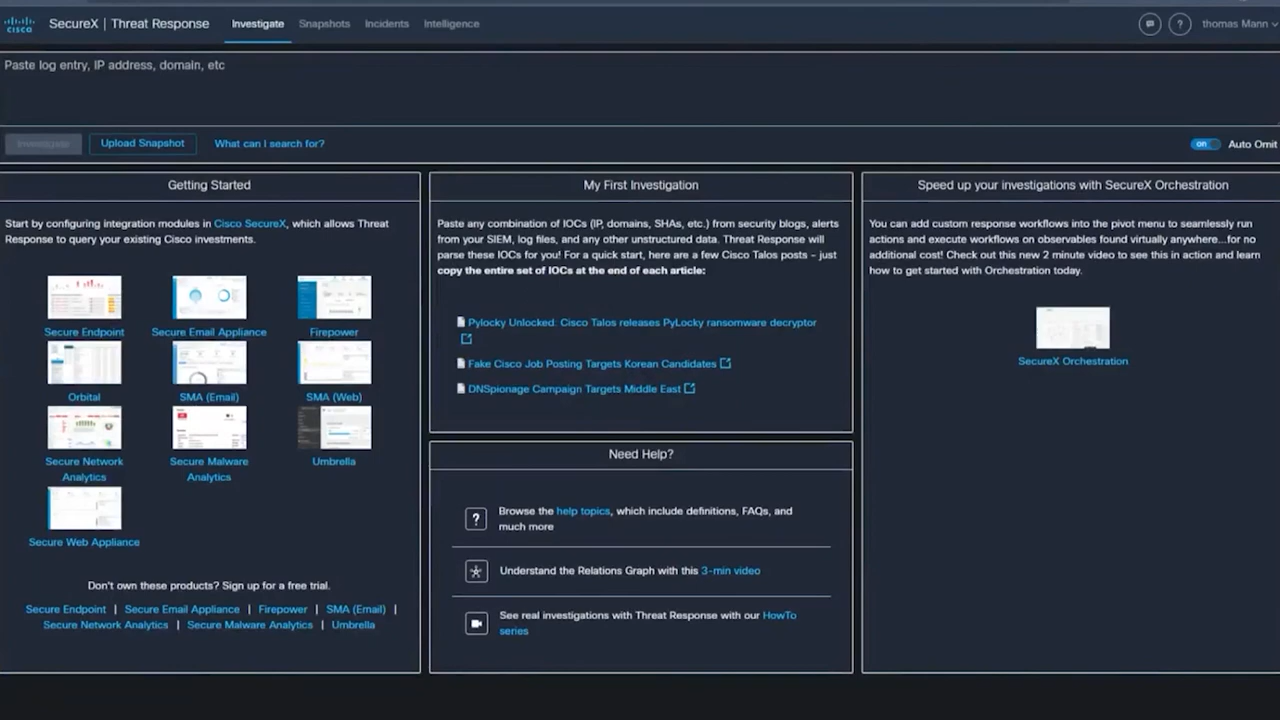 CISCO
SecureX | Threat Response
Investigate
Snapshots
Incidents
Intelligence
?
thomas Mann
Paste log entry, IP address, domain, etc
Investigate
Upload Snapshot
What can I search for?
on
Auto Omit
Getting Started
Start by configuring integration modules in Cisco SecureX, which allows Threat
Response to query your existing Cisco investments.
Secure Endpoint
Secure Email Appliance
Firepower
Orbital
SMA (Email)
SMA (Web)
Secure Network
Analytics
Secure Malware
Analytics
Umbrella
Secure Web Appliance
Don't own these products? Sign up for a free trial.
Secure Endpoint | Secure Email Appliance | Firepower | SMA (Email) |
Secure Network Analytics | Secure Malware Analytics | Umbrella
My First Investigation
Paste any combination of IOCs (IP, domains, SHAs, etc.) from security blogs, alerts
from your SIEM, log files, and any other unstructured data. Threat Response will
parse these IOCs for you! For a quick start, here are a few Cisco Talos posts – just
copy the entire set of IOCs at the end of each article:
Pylocky Unlocked: Cisco Talos releases PyLocky ransomware decryptor
Fake Cisco Job Posting Targets Korean Candidates
DNSpionage Campaign Targets Middle East
Need Help?
?
Browse the help topics, which include definitions, FAQs, and
much more
Understand the Relations Graph with this 3-min video
See real investigations with Threat Response with our HowTo
series
Speed up your investigations with SecureX Orchestration
You can add custom response workflows into the pivot menu to seamlessly run
actions and execute workflows on observables found virtually anywhere...for no
additional cost! Check out this new 2 minute video to see this in action and learn
how to get started with Orchestration today.
SecureX Orchestration